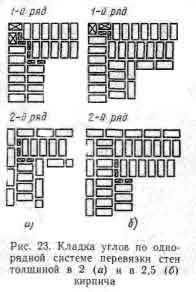 1-й ряд 1-й ряд
2-й ряд 2-й ряд
а) б)
Рис. 23. Кладка углов по одно-
рядной системе перевязки стен
толщиной в 2 (а) и в 2,5 (б)
кирпича